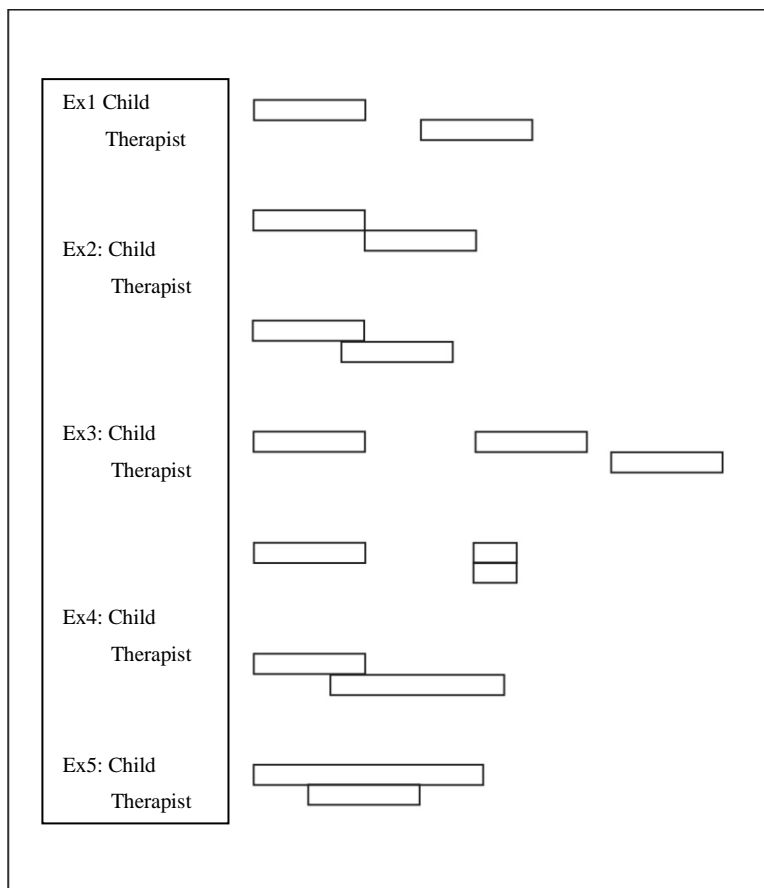 Ex1 Child
Therapist
Ex2: Child
Therapist
Ex3: Child
Therapist
Ex4: Child
Therapist
Ex5: Child
Therapist